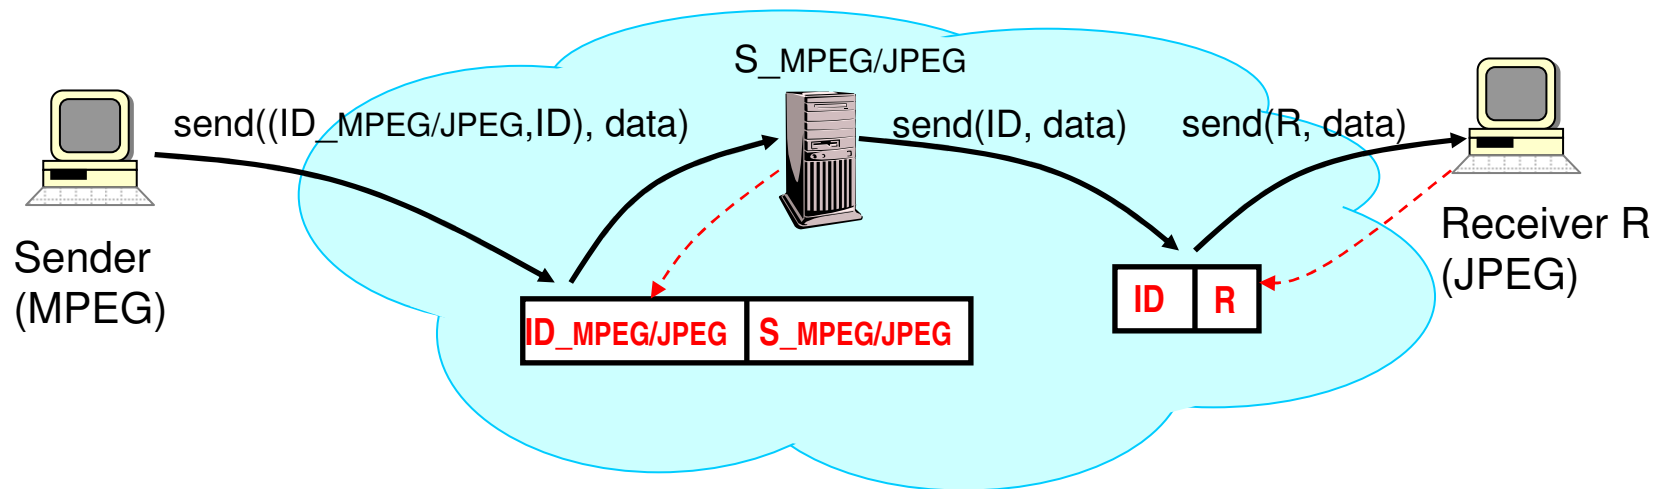 S_MPEG/JPEG
send((ID_MPEG/JPEG,ID), data)
send(ID, data)
send(R, data)
Sender
(MPEG)
Receiver R
(JPEG)
ID_MPEG/JPEG
S_MPEG/JPEG
ID
R